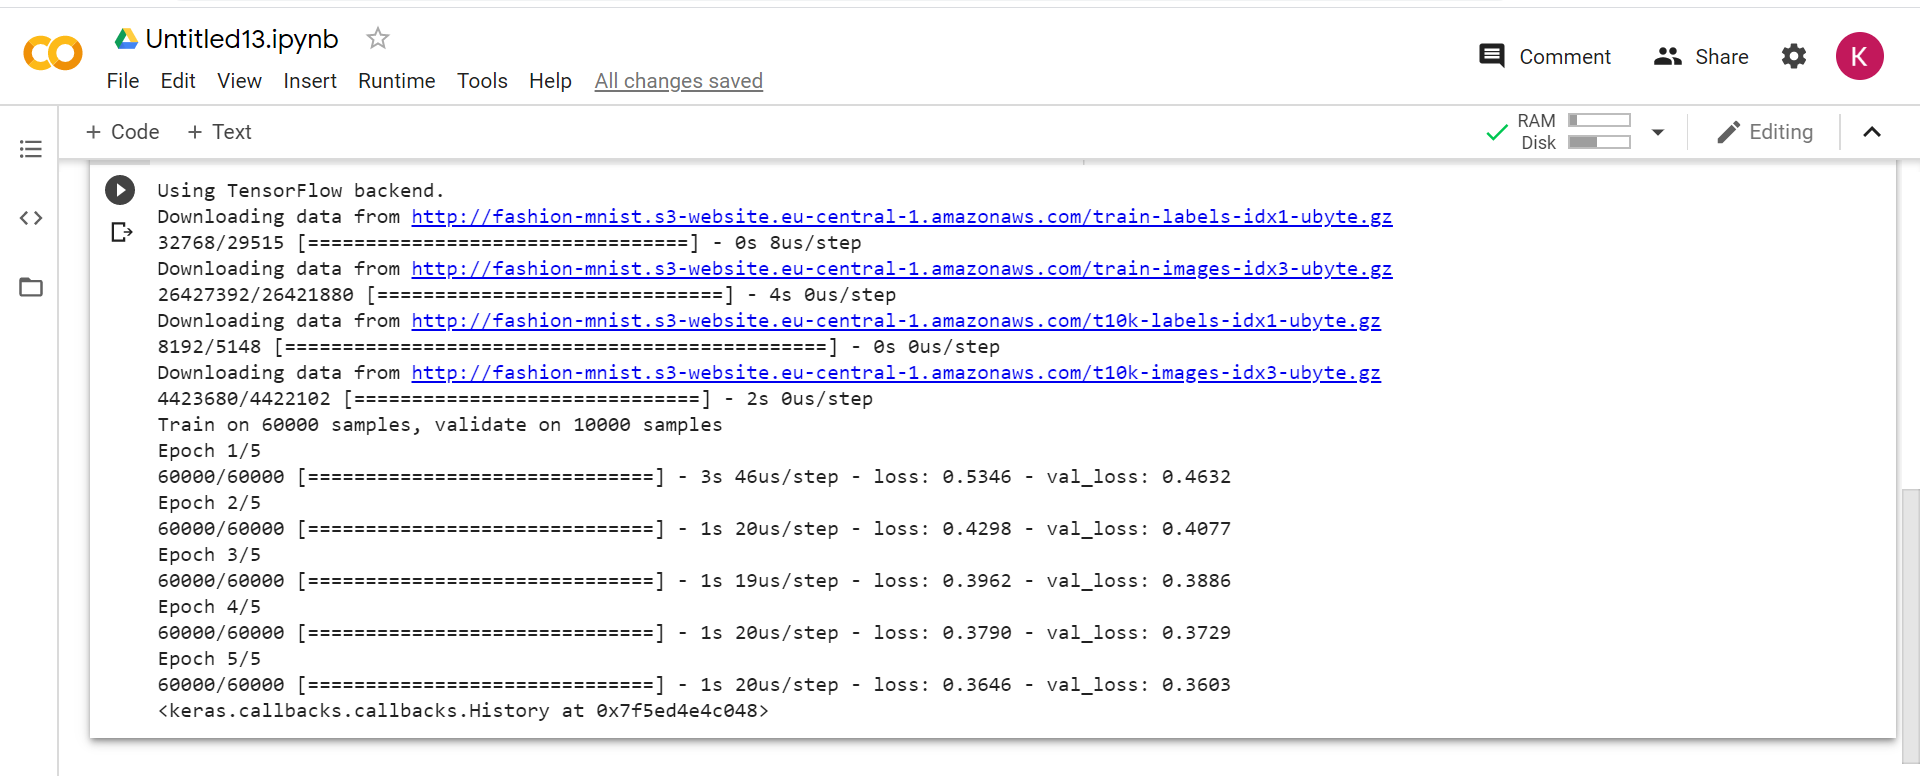 Untitled13.ipynb
Comment Share K
File Edit View Insert Runtime Tools Help All changes saved
+ Code + Text RAM Disk Editing
Using TensorFlow backend.
Downloading data from http://fashion-mnist.s3-website.eu-central-1.amazonaws.com/train-labels-idx1-ubyte.gz
32768/29515 [=================================] - 0s 8us/step
Downloading data from http://fashion-mnist.s3-website.eu-central-1.amazonaws.com/train-images-idx3-ubyte.gz
26427392/26421880 [==============================] - 4s 0us/step
Downloading data from http://fashion-mnist.s3-website.eu-central-1.amazonaws.com/t10k-labels-idx1-ubyte.gz
8192/5148 [===============================================] - 0s 0us/step
Downloading data from http://fashion-mnist.s3-website.eu-central-1.amazonaws.com/t10k-images-idx3-ubyte.gz
4423680/4422102 [==============================] - 2s 0us/step
Train on 60000 samples, validate on 10000 samples
Epoch 1/5
60000/60000 [==============================] - 3s 46us/step - loss: 0.5346 - val_loss: 0.4632
Epoch 2/5
60000/60000 [==============================] - 1s 20us/step - loss: 0.4298 - val_loss: 0.4077
Epoch 3/5
60000/60000 [==============================] - 1s 19us/step - loss: 0.3962 - val_loss: 0.3886
Epoch 4/5
60000/60000 [==============================] - 1s 20us/step - loss: 0.3790 - val_loss: 0.3729
Epoch 5/5
60000/60000 [==============================] - 1s 20us/step - loss: 0.3646 - val_loss: 0.3603
<keras.callbacks.callbacks.History at 0x7f5ed4e4c048>